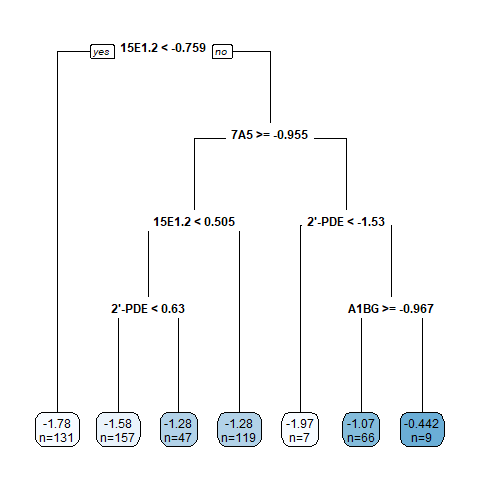 yes 15E1.2 < -0.759 no
7A5 >= -0.955
15E1.2 < 0.505 2'-PDE < -1.53
2'-PDE < 0.63 A1BG >= -0.967
-1.78 -1.58 -1.28 -1.28 -1.97 -1.07 -0.442
n=131 n=157 n=47 n=119 n=7 n=66 n=9